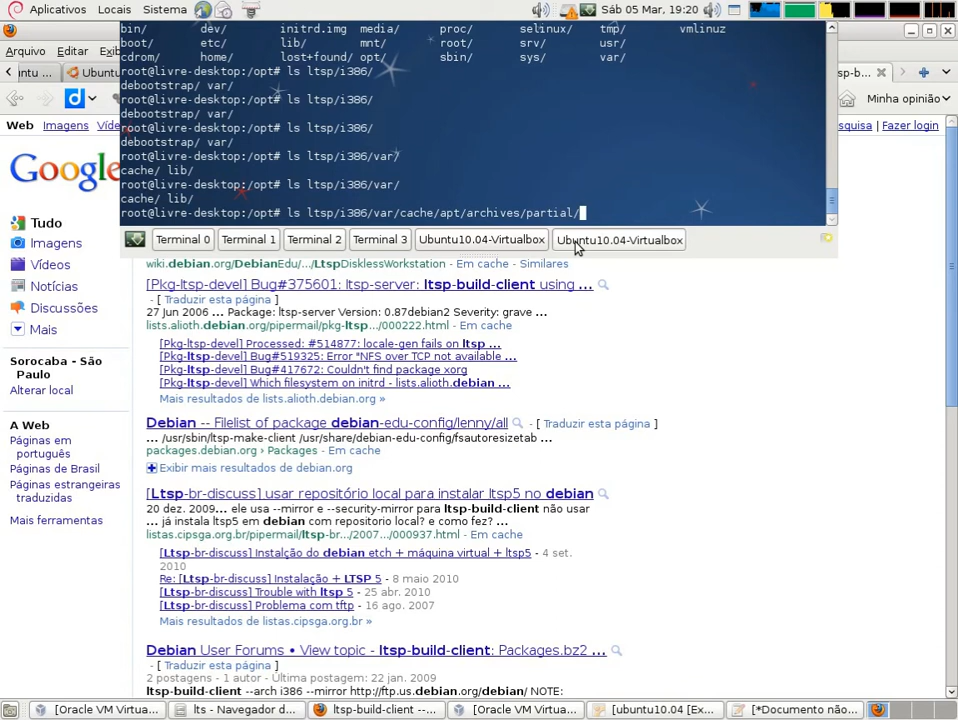 Aplicativos Locais Sistema Sáb 05 Mar, 19:20
bin/ dev/ initrd.img media/ proc/ selinux/ tmp/ vmlinuz
boot/ etc/ lib/ mnt/ root/ srv/ usr/
cdrom/ home/ lost+found/ opt/ sbin/ sys/ var/
root@livre-desktop:/opt# ls ltsp/i386/
debootstrap/ var/
root@livre-desktop:/opt# ls ltsp/i386/
debootstrap/ var/
root@livre-desktop:/opt# ls ltsp/i386/
debootstrap/ var/
root@livre-desktop:/opt# ls ltsp/i386/var/
cache/ lib/
root@livre-desktop:/opt# ls ltsp/i386/var/
cache/ lib/
root@livre-desktop:/opt# ls ltsp/i386/var/cache/apt/archives/partial/
Terminal 0 Terminal 1 Terminal 2 Terminal 3 Ubuntu10.04-Virtualbox Ubuntu10.04-Virtualbox
Arquivo Editar
untu ... Ubuntu
sp-b...
d
Minha opinião
Web Imagens Víde
squisa | Fazer login
Goog
Tudo
Imagens
Vídeos
Notícias
Discussões
Mais
Sorocaba - São
Paulo
Alterar local
A Web
Páginas em
português
Páginas de Brasil
Páginas estrangeiras
traduzidas
Mais ferramentas
wiki.debian.org/DebianEdu/.../LtspDisklessWorkstation - Em cache - Similares
[Pkg-ltsp-devel] Bug#375601: ltsp-server: ltsp-build-client using ...
- [ Traduzir esta página ]
27 Jun 2006 ... Package: ltsp-server Version: 0.87debian2 Severity: grave ...
lists.alioth.debian.org/pipermail/pkg-ltsp.../000222.html - Em cache
[Pkg-ltsp-devel] Processed: #514877: locale-gen fails on ltsp ...
[Pkg-ltsp-devel] Bug#519325: Error "NFS over TCP not available ...
[Pkg-ltsp-devel] Bug#417672: Couldn't find package xorg
[Pkg-ltsp-devel] Which filesystem on initrd - lists.alioth.debian ...
Mais resultados de lists.alioth.debian.org »
Debian -- Filelist of package debian-edu-config/lenny/all - [ Traduzir esta página ]
... /usr/sbin/ltsp-make-client /usr/share/debian-edu-config/fsautoresizetab ...
packages.debian.org › Packages - Em cache
Exibir mais resultados de debian.org
[Ltsp-br-discuss] usar repositório local para instalar ltsp5 no debian
20 dez. 2009... ele usa --mirror e --security-mirror para ltsp-build-client não usar
... já instala ltsp5 em debian com repositorio local? e como fez? ...
listas.cipsga.org.br/pipermail/ltsp-br.../2007.../000937.html - Em cache
[Ltsp-br-discuss] Instalção do debian etch + máquina virtual + ltsp5 - 4 set.
2010
Re: [Ltsp-br-discuss] Instalação + LTSP 5 - 8 maio 2010
[Ltsp-br-discuss] Trouble with ltsp 5 - 25 abr. 2010
[Ltsp-br-discuss] Problema com tftp - 16 ago. 2007
Mais resultados de listas.cipsga.org.br »
Debian User Forums • View topic - ltsp-build-client: Packages.bz2 ...
- [ Traduzir esta página ]
2 postagens - 1 autor - Última postagem: 22 jan. 2009
ltsp-build-client --arch i386 --mirror http://ftp.us.debian.org/debian/ NOTE:
[Oracle VM Virtua... lts - Navegador d... ltsp-build-client --... [Oracle VM Virtua... [ubuntu10.04 [Ex... [*Documento não...